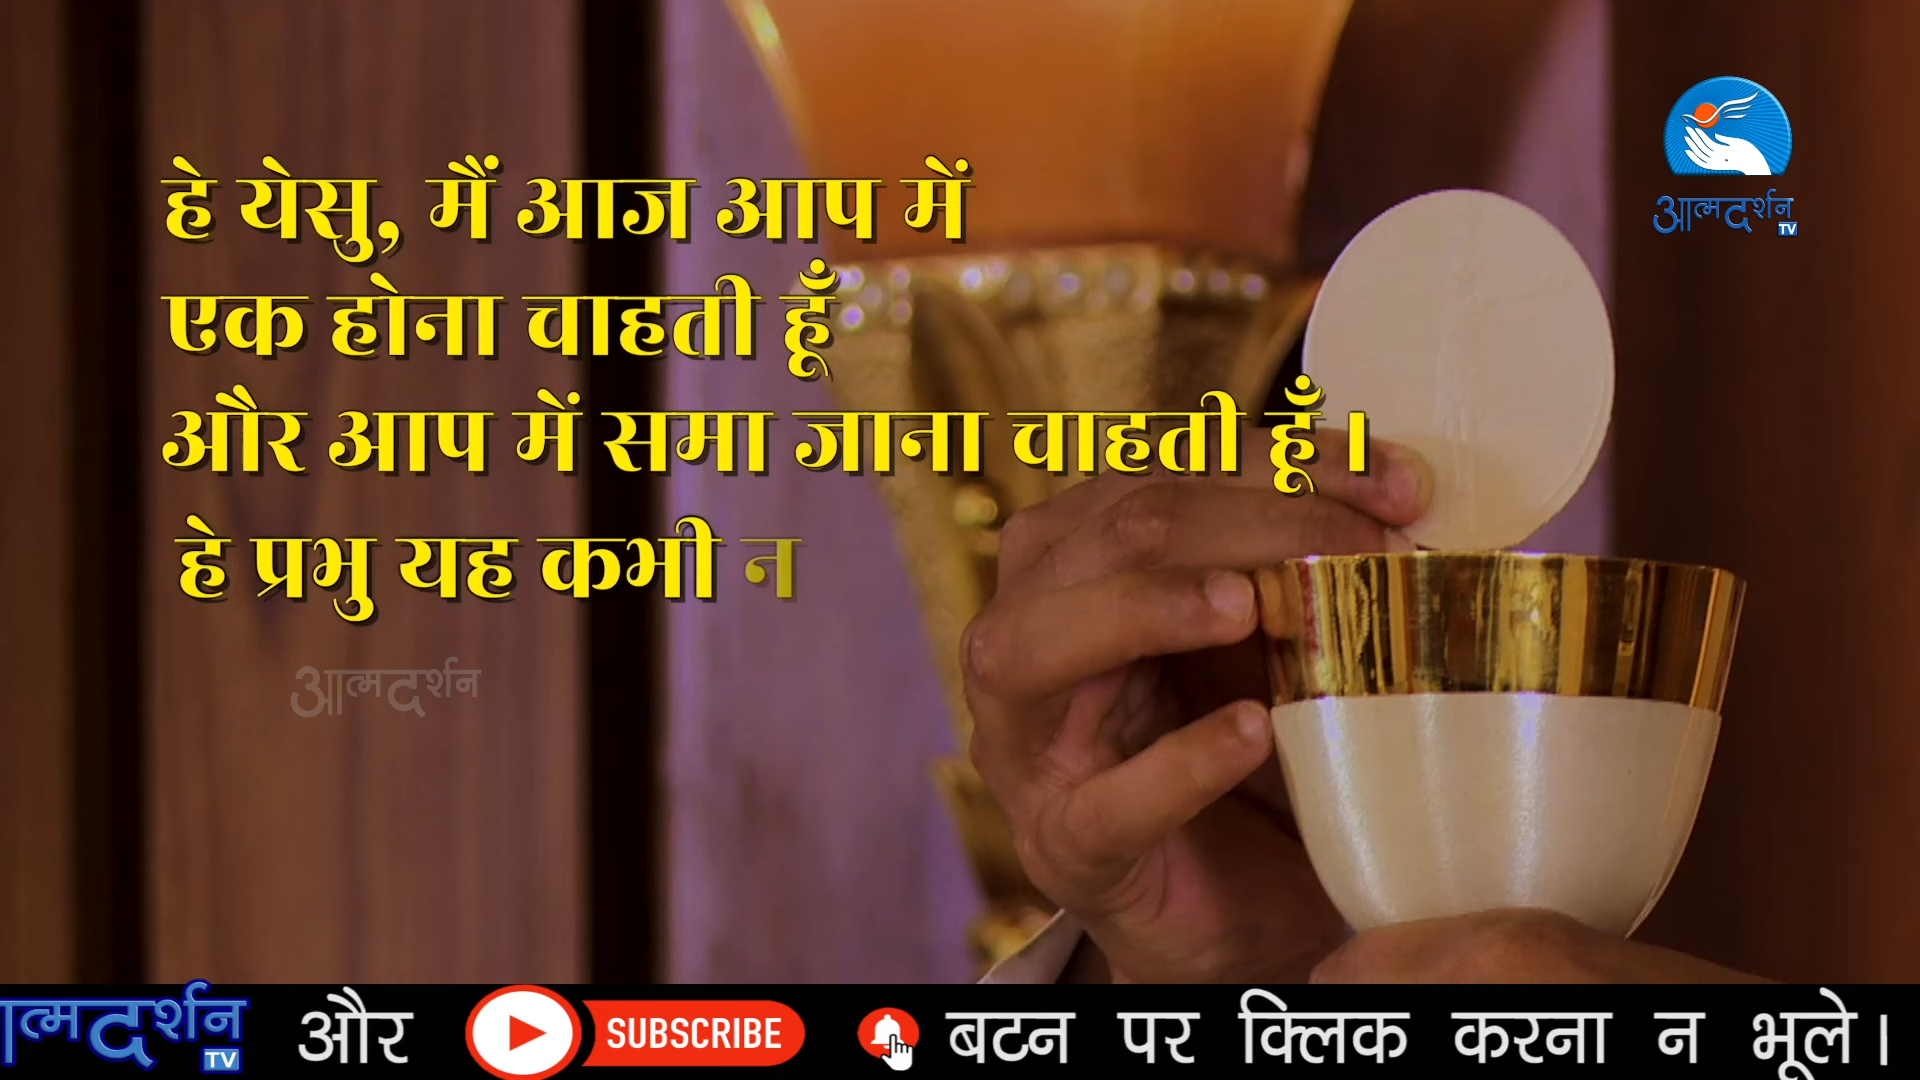 हे येसु, मैं आज आप में
एक होना चाहती हूँ
और आप में समा जाना चाहती हूँ।
हे प्रभु यह कभी न
आत्मदर्शन
TV
आत्मदर्शन
त्मदर्शन TV और SUBSCRIBE बटन पर क्लिक करना न भूले।